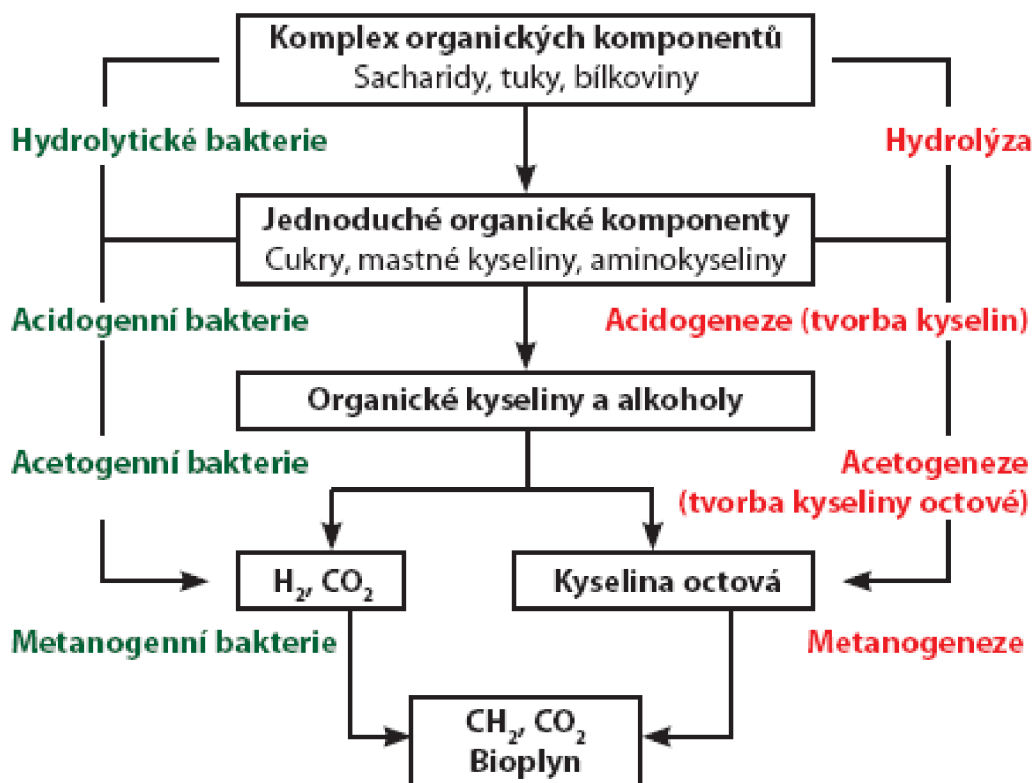 Komplex organických komponentů
Sacharidy, tuky, bílkoviny
Hydrolytické bakterie
Hydrolýza
Jednoduché organické komponenty
Cukry, mastné kyseliny, aminokyseliny
Acidogenní bakterie
Acidogeneze (tvorba kyselin)
Organické kyseliny a alkoholy
Acetogenní bakterie
Acetogeneze
(tvorba kyseliny octové)
H₂, CO₂
Kyselina octová
Metanogenní bakterie
Metanogeneze
CH₂, CO₂
Bioplyn